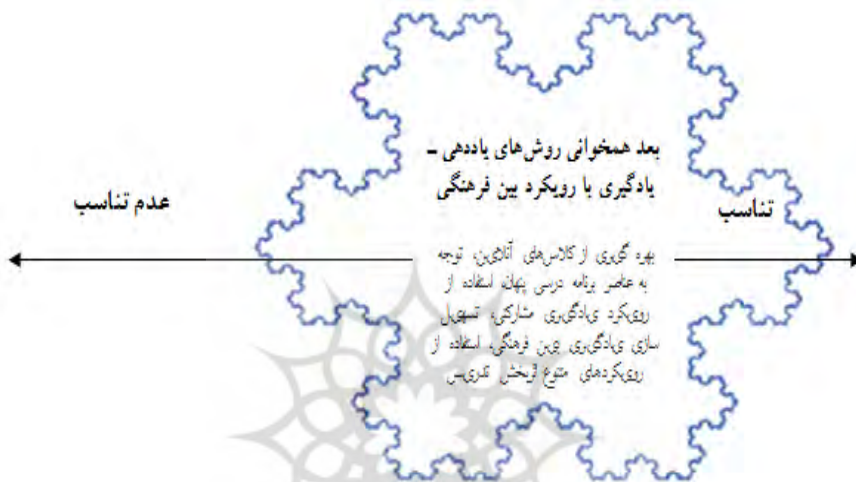 بعد همخوانی روش‌های یاددهی ـ
یادگیری با رویکرد بین فرهنگی
تناسب
عدم تناسب
بهره گیری از کلاس‌های آنلاین، توجه
به عناصر برنامه درسی پنهان، استفاده از
رویکرد یادگیری مشارکتی، تسهیل
سازی یادگیری بین فرهنگی، استفاده از
رویکردهای متنوع اثربخش تدریس